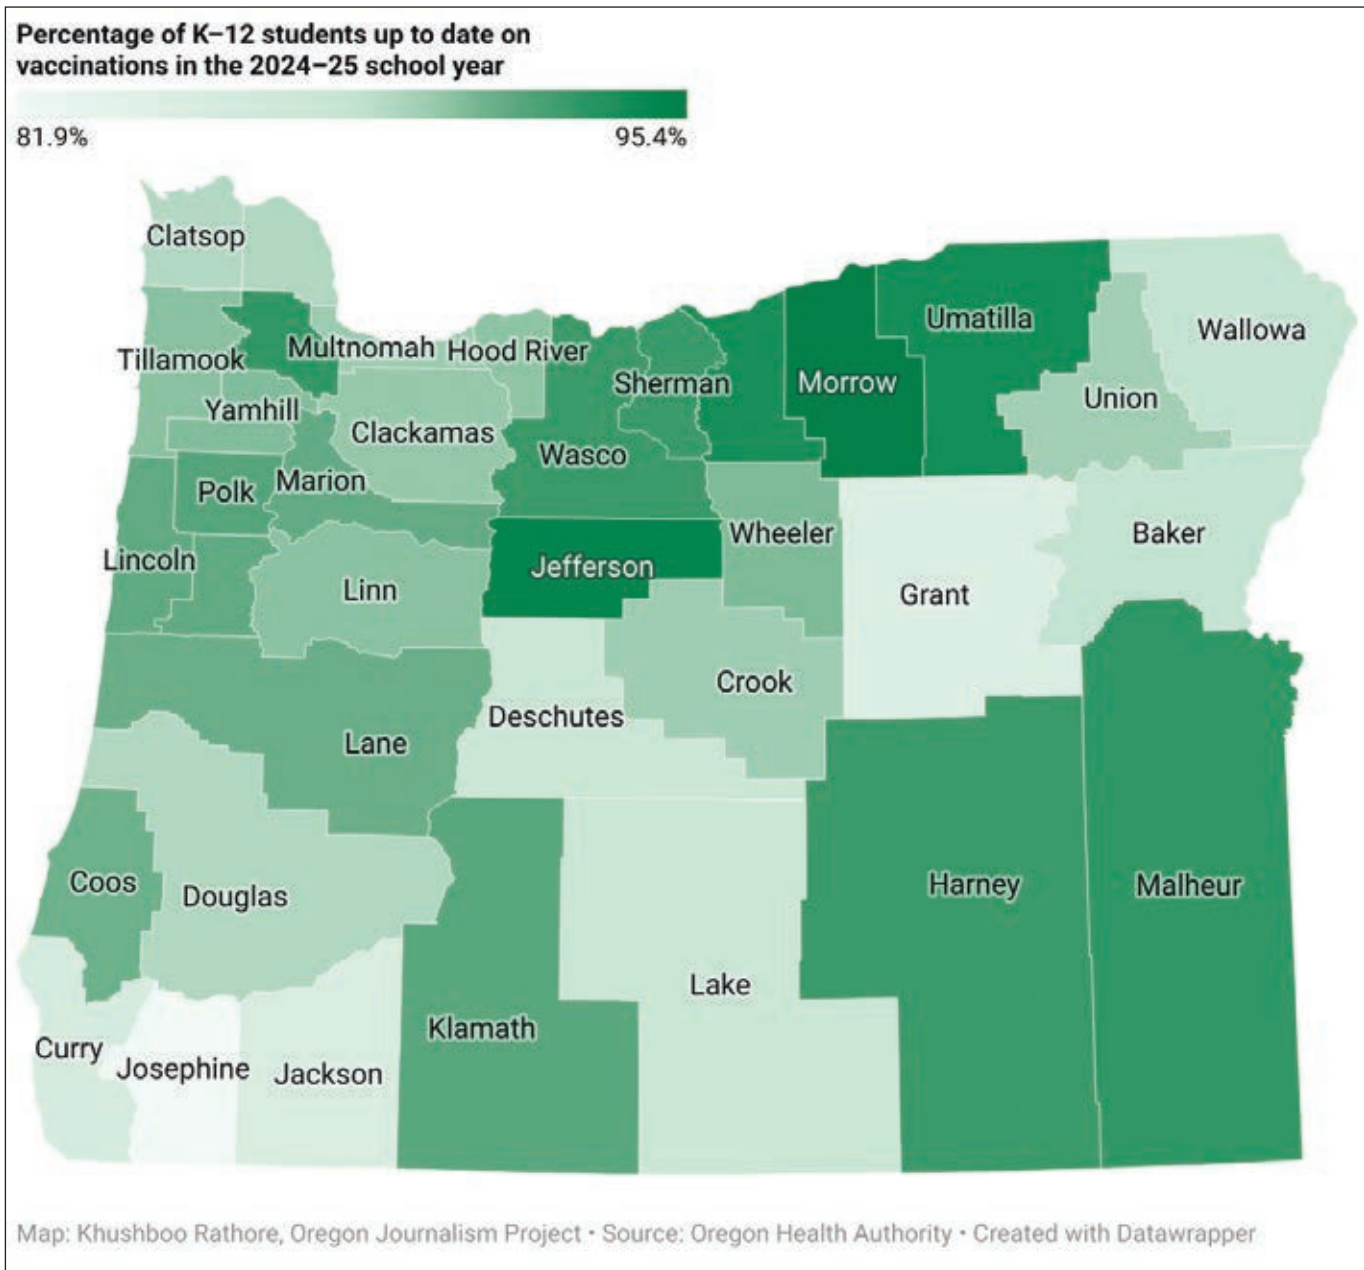 Percentage of K–12 students up to date on
vaccinations in the 2024–25 school year
81.9%
95.4%
Clatsop
Tillamook
Multnomah
Hood River
Umatilla
Wallowa
Sherman
Morrow
Union
Yamhill
Clackamas
Wasco
Polk
Marion
Wheeler
Baker
Lincoln
Linn
Jefferson
Grant
Crook
Deschutes
Lane
Coos
Douglas
Harney
Malheur
Lake
Klamath
Curry
Josephine
Jackson
Map: Khushboo Rathore, Oregon Journalism Project • Source: Oregon Health Authority • Created with Datawrapper